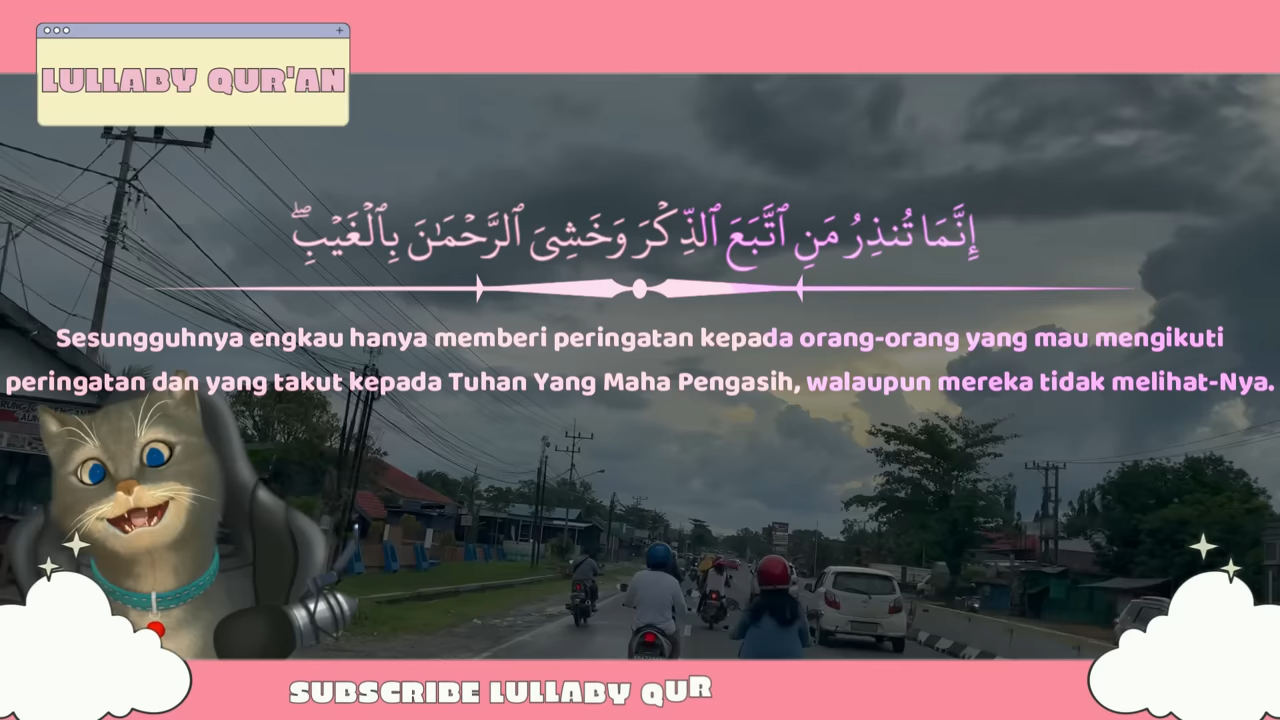 LULLABY QUR'AN
إِنَّمَا تُنذِرُ مَنِ ٱتَّبَعَ ٱلذِّكْرَ وَخَشِىَ ٱلرَّحْمَـٰنَ بِٱلْغَيْبِ ۖ
Sesungguhnya engkau hanya memberi peringatan kepada orang-orang yang mau mengikuti
peringatan dan yang takut kepada Tuhan Yang Maha Pengasih, walaupun mereka tidak melihat-Nya.
SUBSCRIBE LULLABY QUR